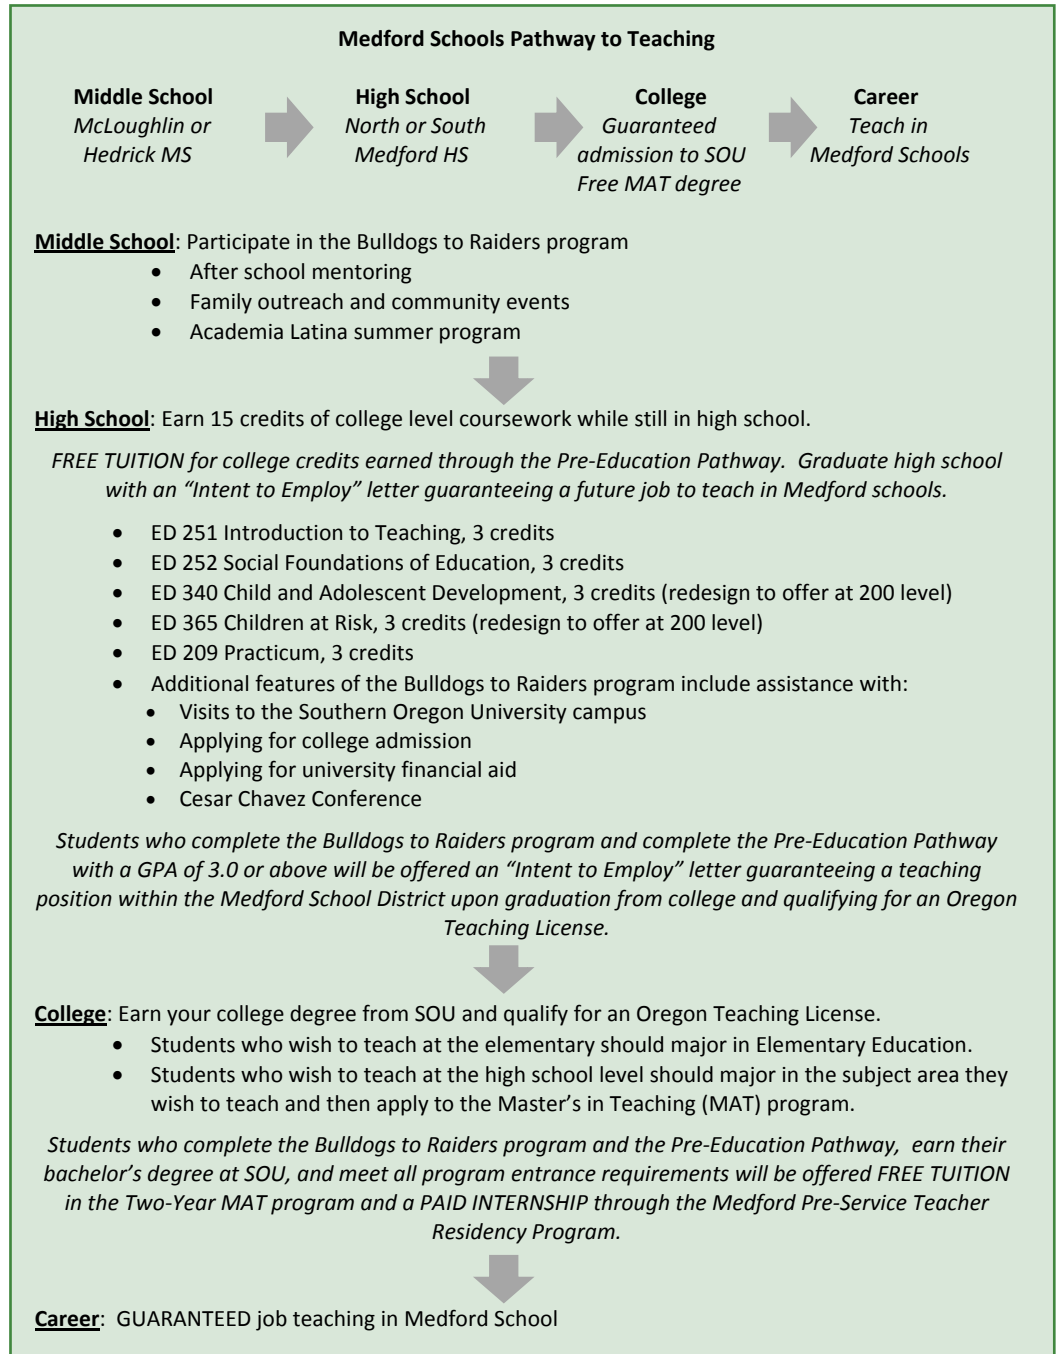 Medford Schools Pathway to Teaching
Middle School
McLoughlin or
Hedrick MS
High School
North or South
Medford HS
College
Guaranteed
admission to SOU
Free MAT degree
Career
Teach in
Medford Schools
Middle School: Participate in the Bulldogs to Raiders program
• After school mentoring
• Family outreach and community events
• Academia Latina summer program
High School: Earn 15 credits of college level coursework while still in high school.
FREE TUITION for college credits earned through the Pre-Education Pathway. Graduate high school
with an “Intent to Employ” letter guaranteeing a future job to teach in Medford schools.
• ED 251 Introduction to Teaching, 3 credits
• ED 252 Social Foundations of Education, 3 credits
• ED 340 Child and Adolescent Development, 3 credits (redesign to offer at 200 level)
• ED 365 Children at Risk, 3 credits (redesign to offer at 200 level)
• ED 209 Practicum, 3 credits
• Additional features of the Bulldogs to Raiders program include assistance with:
• Visits to the Southern Oregon University campus
• Applying for college admission
• Applying for university financial aid
• Cesar Chavez Conference
Students who complete the Bulldogs to Raiders program and complete the Pre-Education Pathway
with a GPA of 3.0 or above will be offered an “Intent to Employ” letter guaranteeing a teaching
position within the Medford School District upon graduation from college and qualifying for an Oregon
Teaching License.
College: Earn your college degree from SOU and qualify for an Oregon Teaching License.
• Students who wish to teach at the elementary should major in Elementary Education.
• Students who wish to teach at the high school level should major in the subject area they
wish to teach and then apply to the Master’s in Teaching (MAT) program.
Students who complete the Bulldogs to Raiders program and the Pre-Education Pathway, earn their
bachelor’s degree at SOU, and meet all program entrance requirements will be offered FREE TUITION
in the Two-Year MAT program and a PAID INTERNSHIP through the Medford Pre-Service Teacher
Residency Program.
Career: GUARANTEED job teaching in Medford School